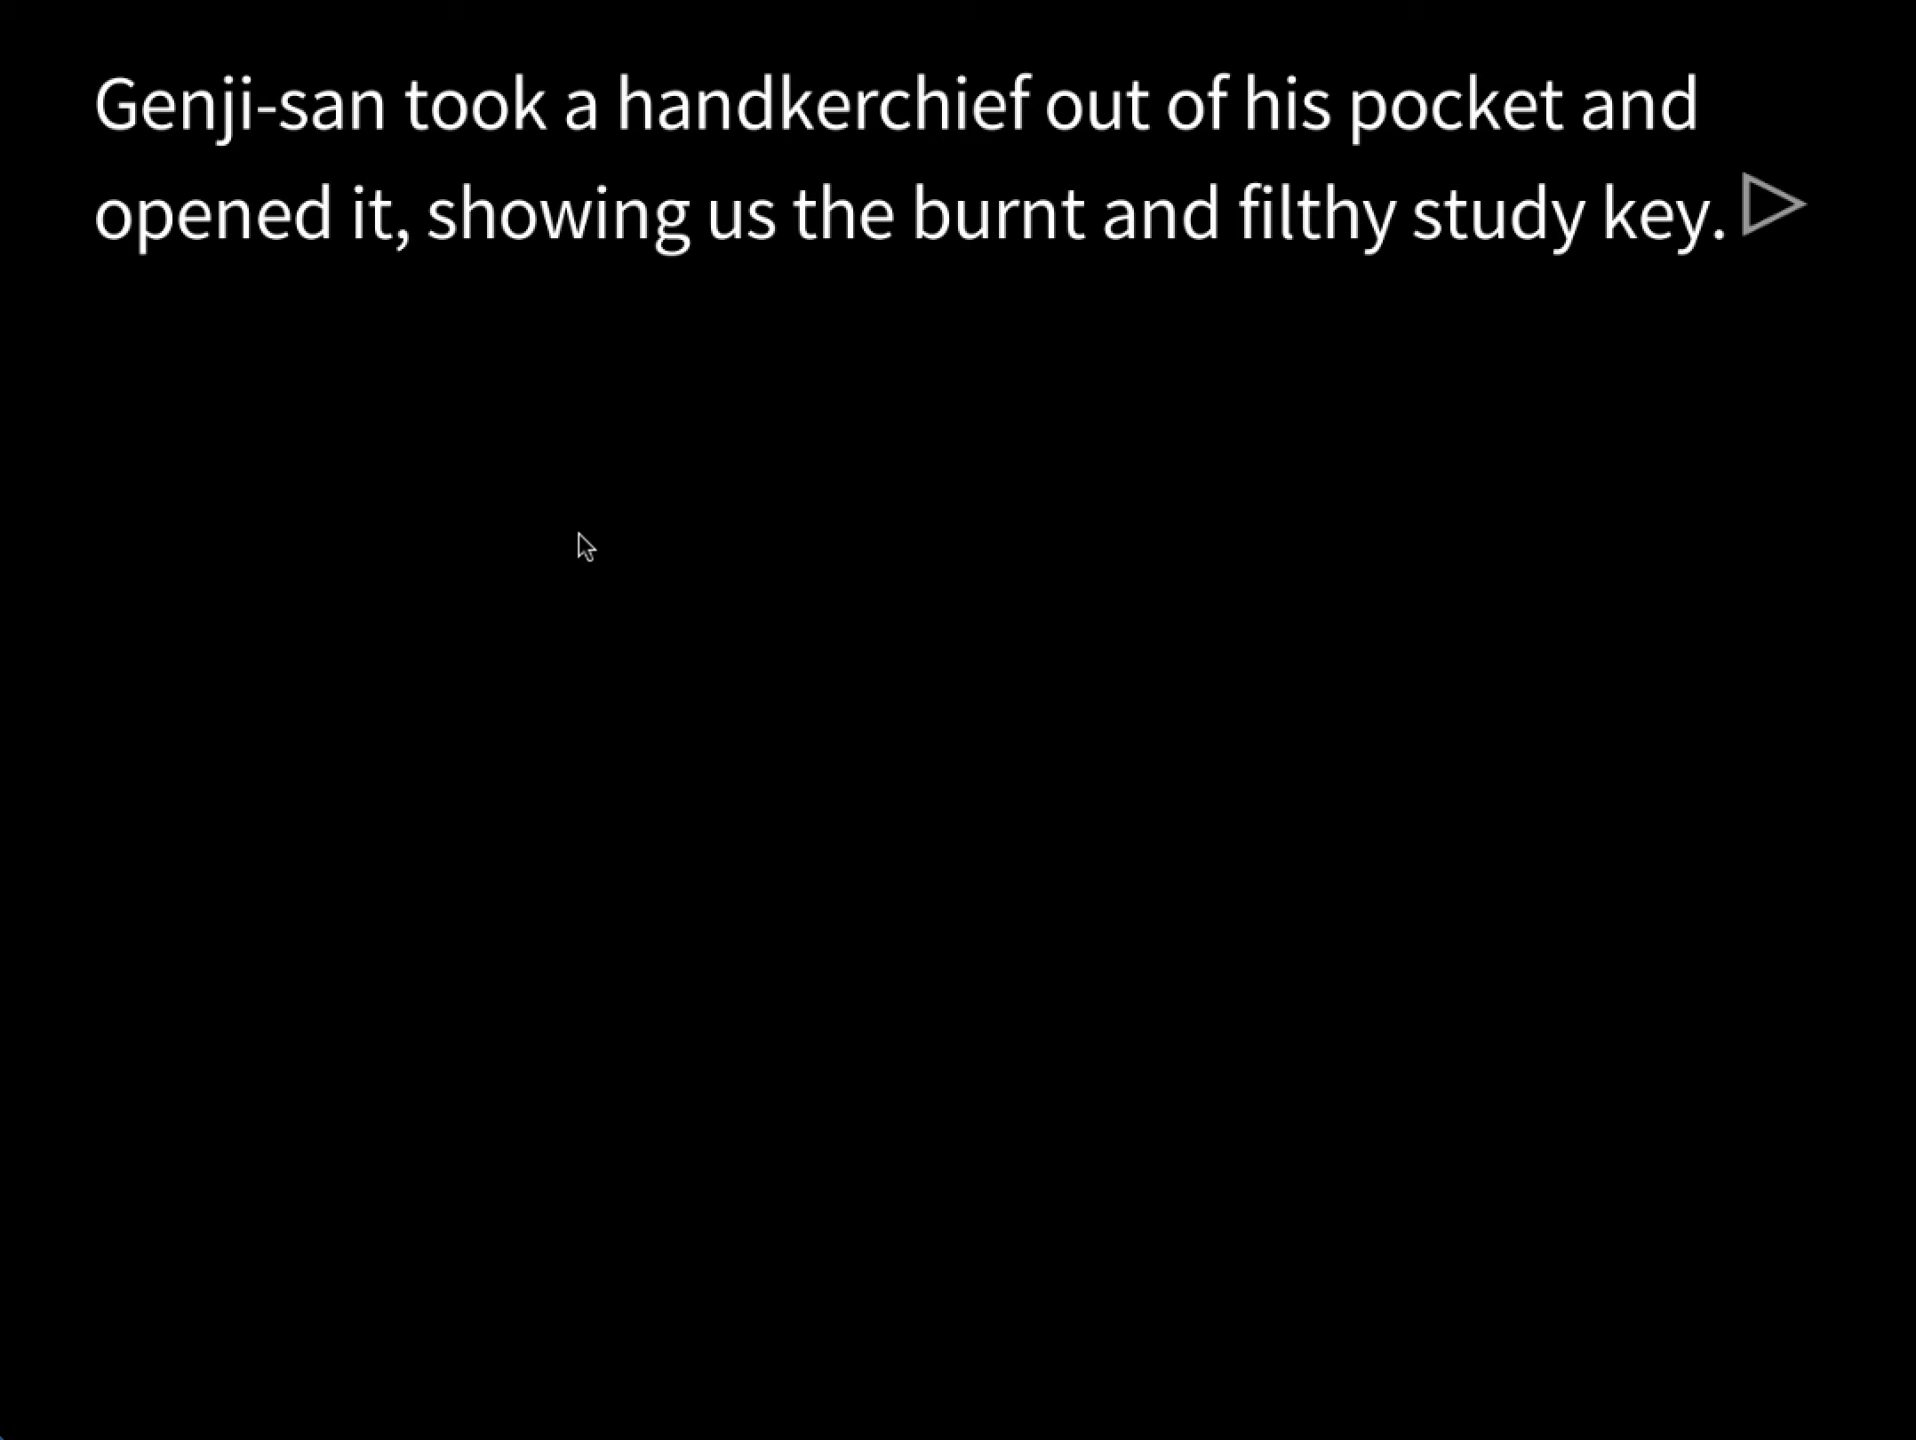 Genji-san took a handkerchief out of his pocket and
opened it, showing us the burnt and filthy study key.